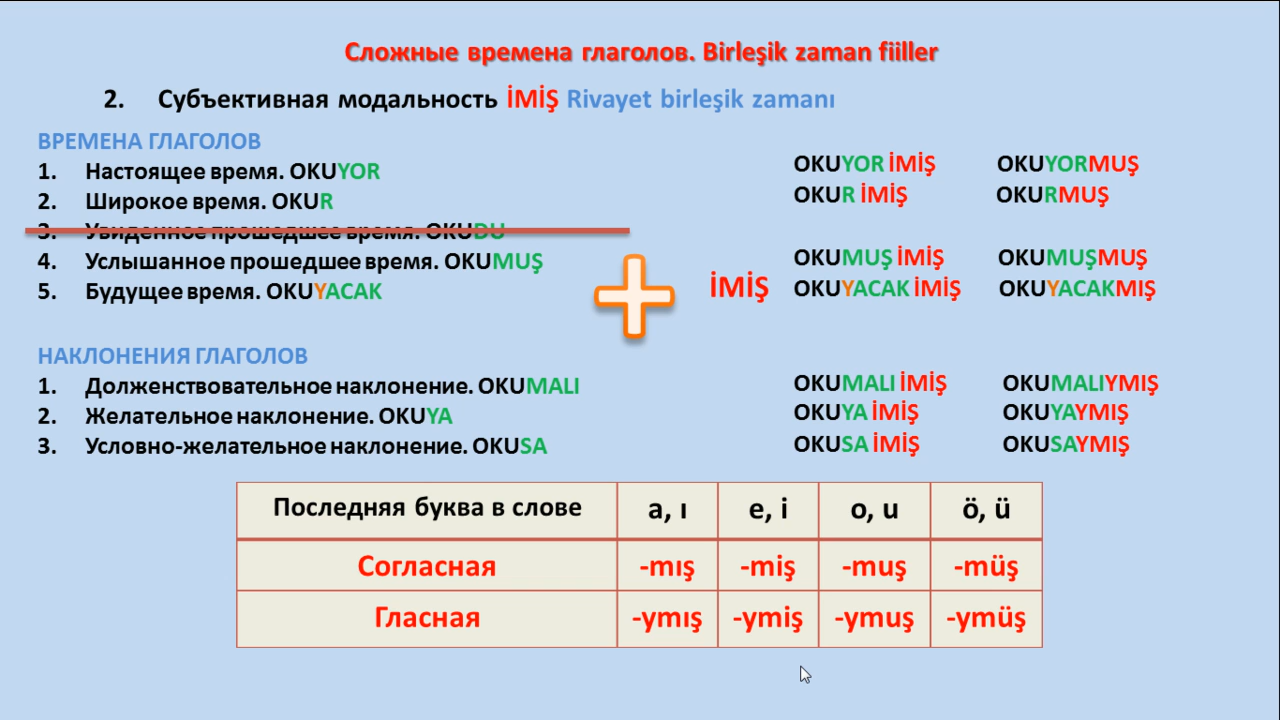 Сложные времена глаголов. Birleşik zaman fiiller
2. Субъективная модальность İMİŞ Rivayet birleşik zamanı
ВРЕМЕНА ГЛАГОЛОВ
1. Настоящее время. OKUYOR
2. Широкое время. OKUR
3. Увиденное прошедшее время. OKUDU
4. Услышанное прошедшее время. OKUMUŞ
5. Будущее время. OKUYACAK
НАКЛОНЕНИЯ ГЛАГОЛОВ
1. Долженствовательное наклонение. OKUMALI
2. Желательное наклонение. OKUYA
3. Условно-желательное наклонение. OKUSA
İMİŞ
OKUYOR İMİŞ OKUYORMUŞ
OKUR İMİŞ OKURMUŞ
OKUMUŞ İMİŞ OKUMUŞMUŞ
OKUYACAK İMİŞ OKUYACAKMIŞ
OKUMALI İMİŞ OKUMALIYMIŞ
OKUYA İMİŞ OKUYAYMIŞ
OKUSA İMİŞ OKUSAYMIŞ
Последняя буква в слове a, ı e, i o, u ö, ü
Согласная -mış -miş -muş -müş
Гласная -ymış -ymiş -ymuş -ymüş